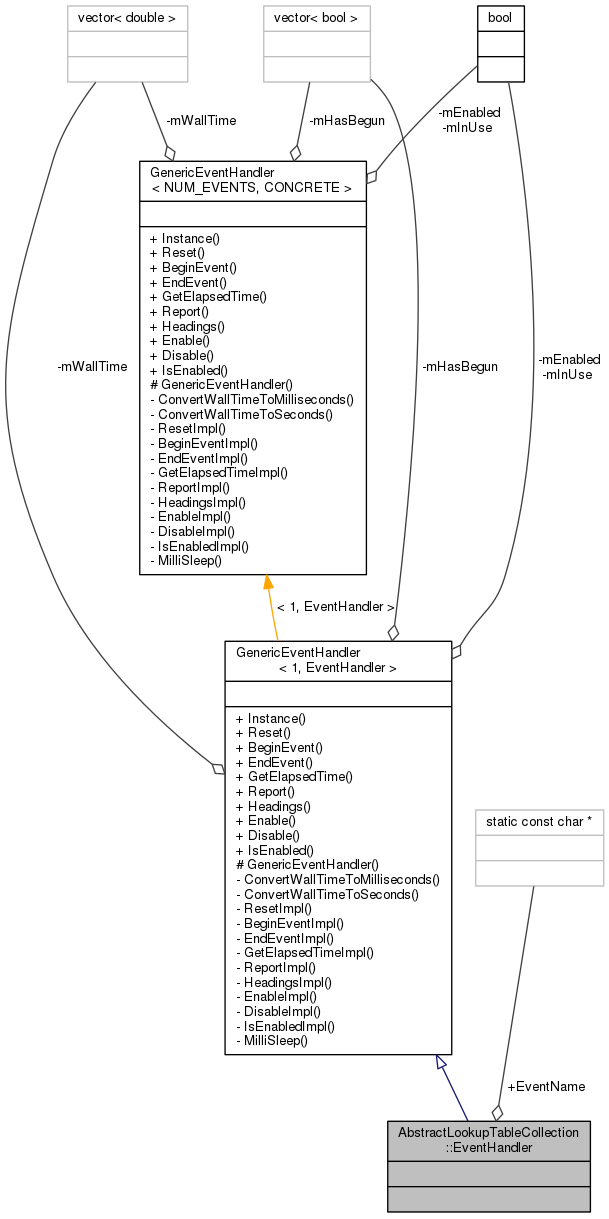 vector< double >
vector< bool >
bool
-mWallTime
-mHasBegun
-mEnabled
-mInUse
GenericEventHandler
< NUM_EVENTS, CONCRETE >
+ Instance()
+ Reset()
+ BeginEvent()
+ EndEvent()
+ GetElapsedTime()
+ Report()
+ Headings()
+ Enable()
+ Disable()
+ IsEnabled()
# GenericEventHandler()
- ConvertWallTimeToMilliseconds()
- ConvertWallTimeToSeconds()
- ResetImpl()
- BeginEventImpl()
- EndEventImpl()
- GetElapsedTimeImpl()
- ReportImpl()
- HeadingsImpl()
- EnableImpl()
- DisableImpl()
- IsEnabledImpl()
- MilliSleep()
-mWallTime
-mHasBegun
-mEnabled
-mInUse
< 1, EventHandler >
GenericEventHandler
< 1, EventHandler >
+ Instance()
+ Reset()
+ BeginEvent()
+ EndEvent()
+ GetElapsedTime()
+ Report()
+ Headings()
+ Enable()
+ Disable()
+ IsEnabled()
# GenericEventHandler()
- ConvertWallTimeToMilliseconds()
- ConvertWallTimeToSeconds()
- ResetImpl()
- BeginEventImpl()
- EndEventImpl()
- GetElapsedTimeImpl()
- ReportImpl()
- HeadingsImpl()
- EnableImpl()
- DisableImpl()
- IsEnabledImpl()
- MilliSleep()
static const char *
+EventName
AbstractLookupTableCollection
::EventHandler